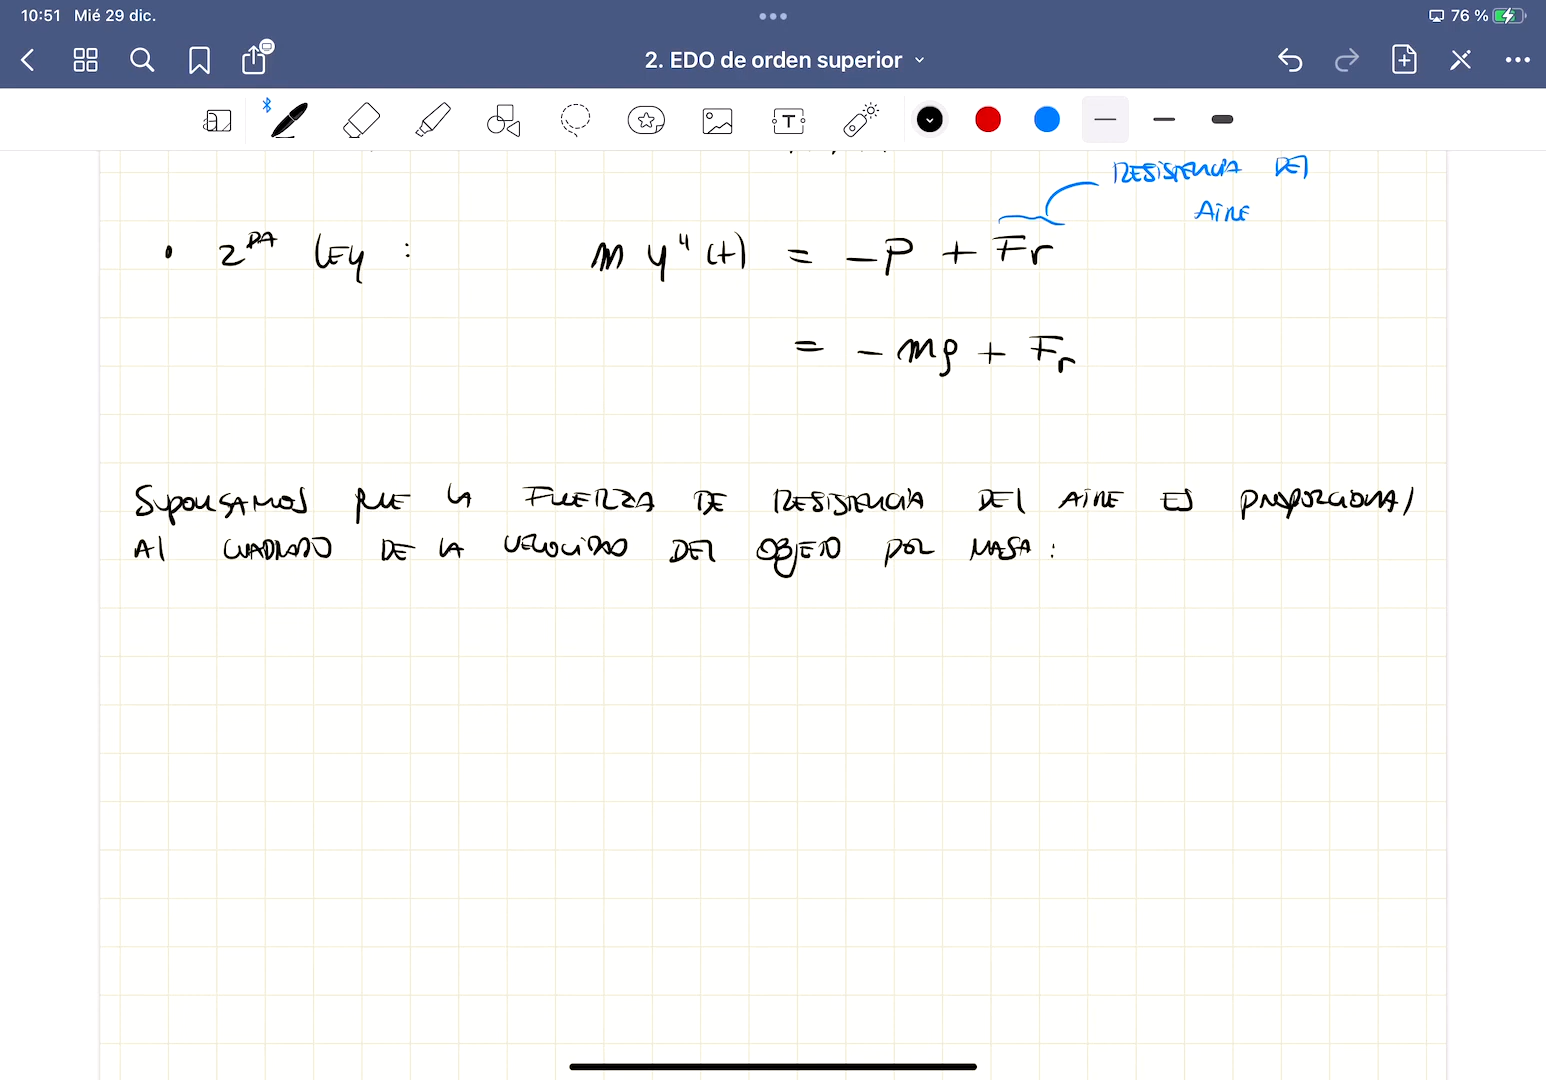 10:51 Mié 29 dic.
76 %
2. EDO de orden superior
RESISTENCIA DEL
AIRE
• 2DA LEY : m y''(t) = -P + Fr
= -mg + Fr
SUPONGAMOS QUE LA FUERZA DE RESISTENCIA DEL AIRE ES PROPORCIONAL
AL CUADRADO DE LA VELOCIDAD DEL OBJETO POR MASA :